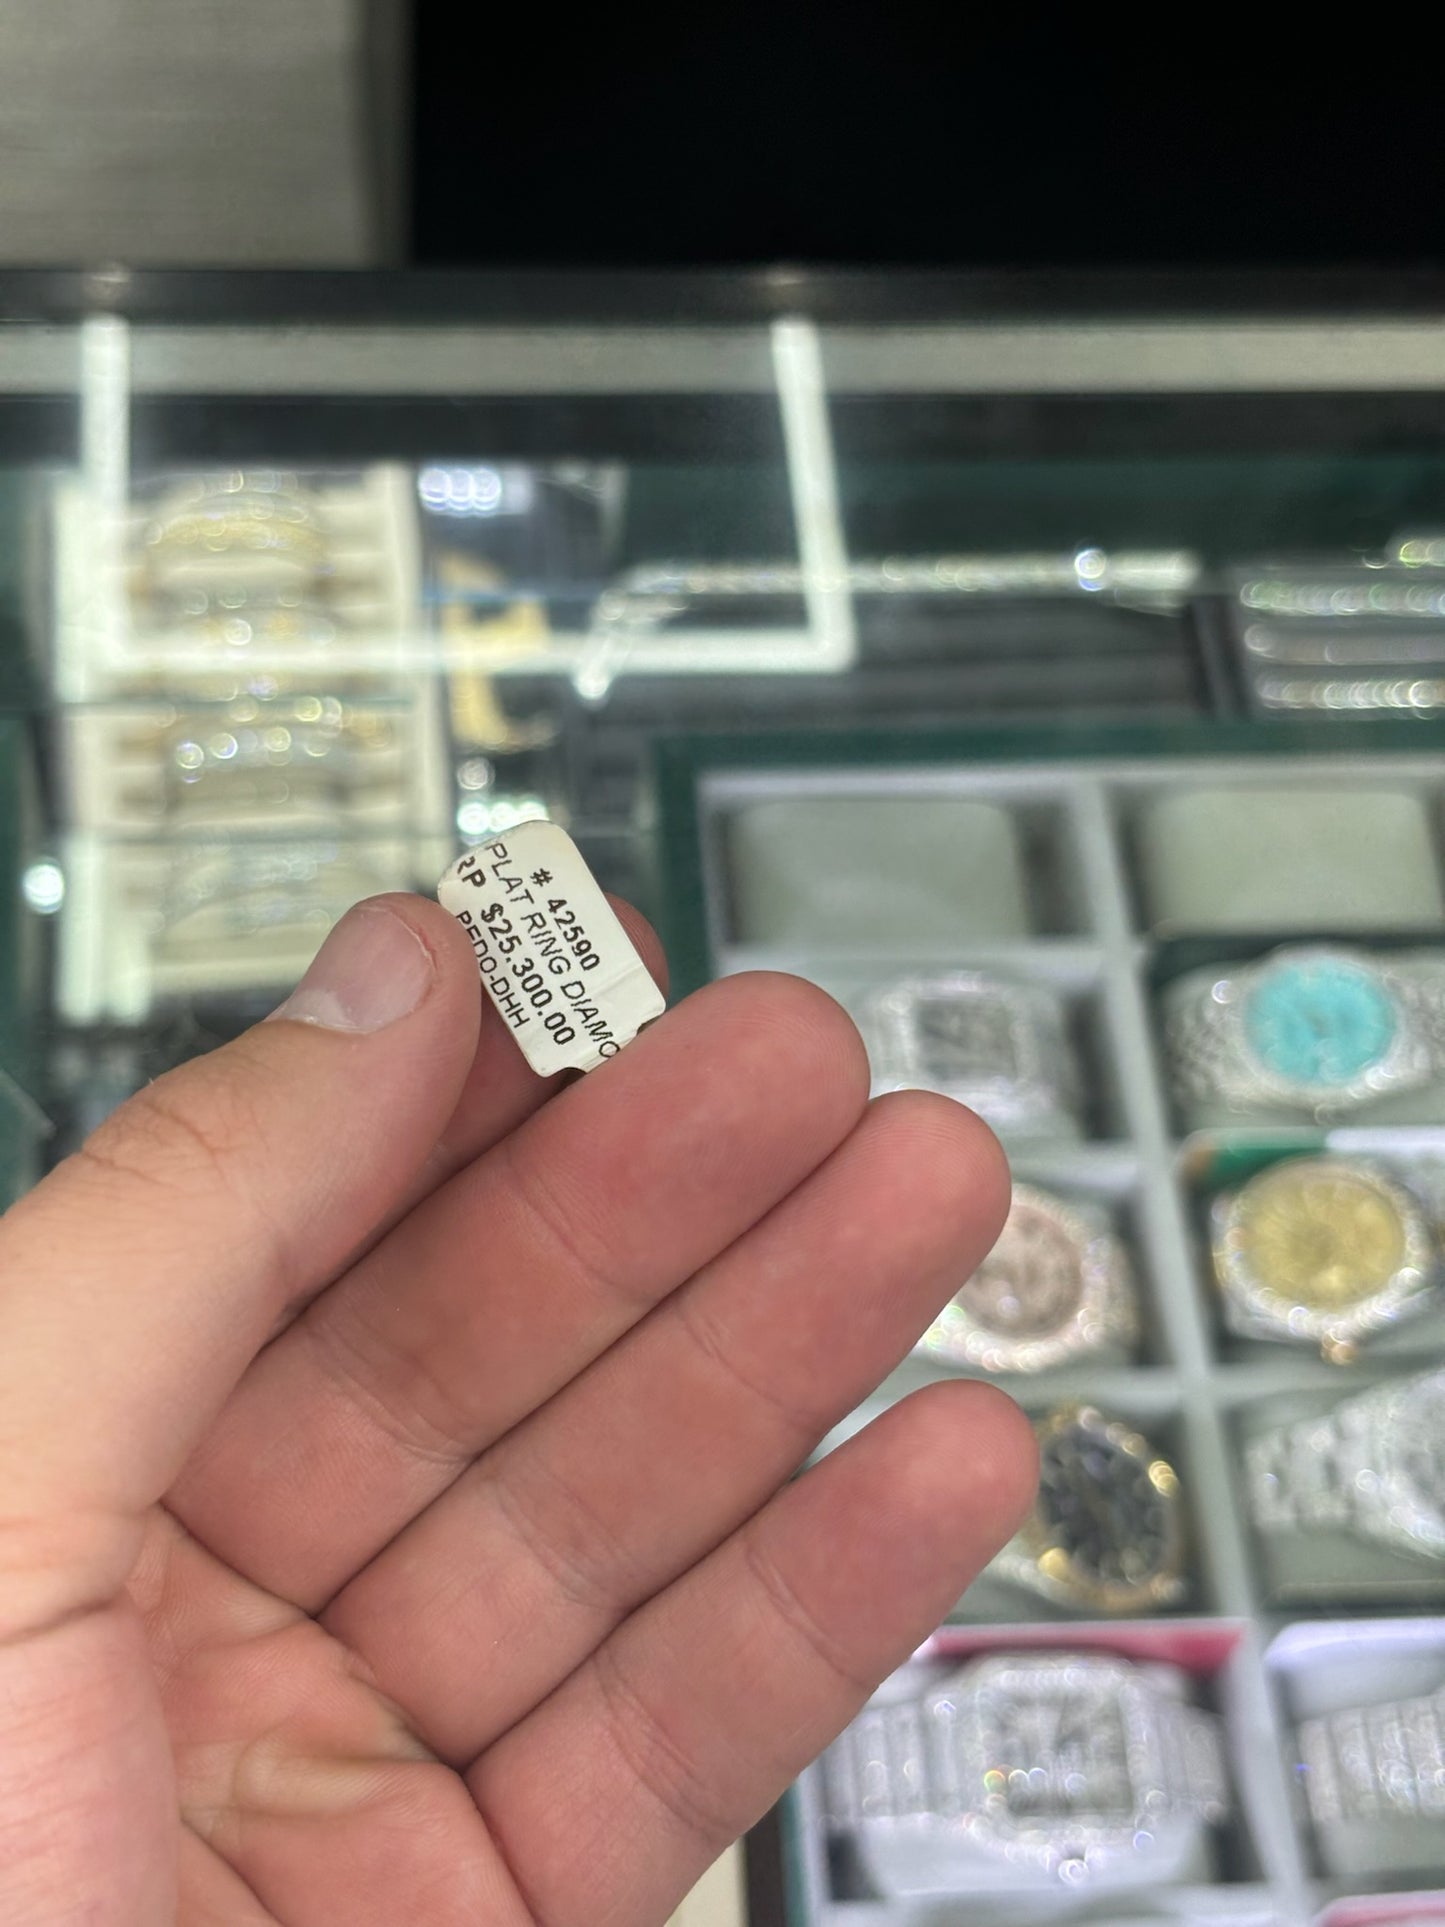 # 42590
PLAT RING DIAMO
RP $25,300.00
PEDO-DHH